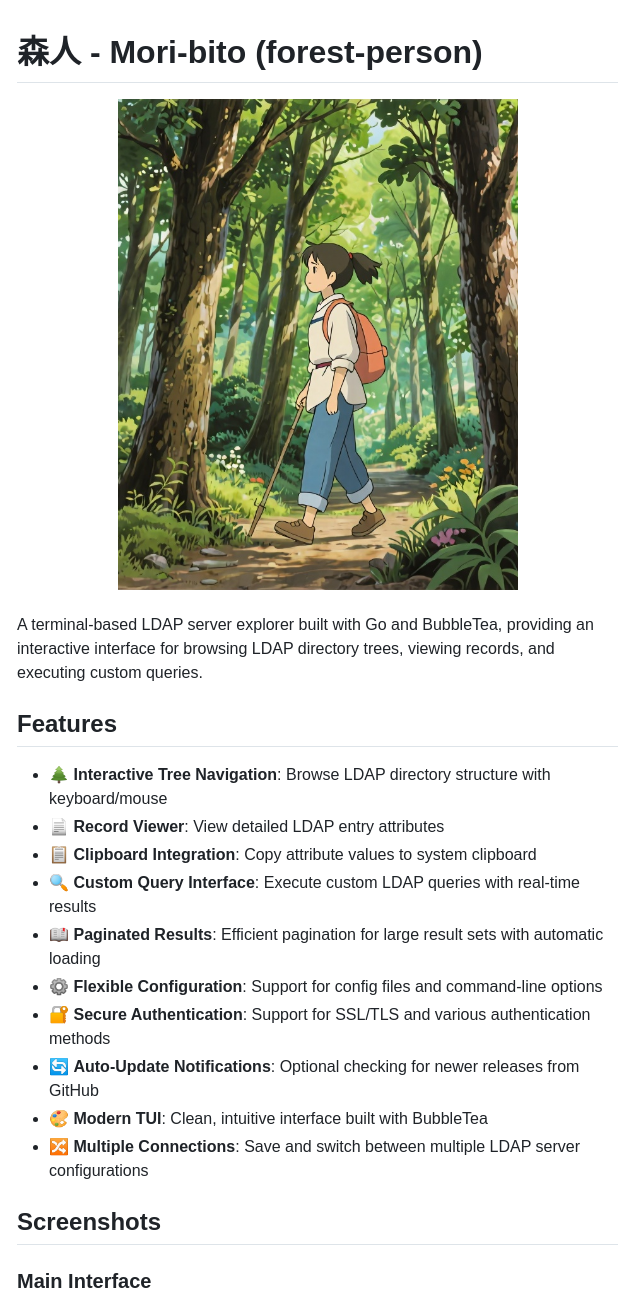 森人 - Mori-bito (forest-person)
A terminal-based LDAP server explorer built with Go and BubbleTea, providing an
interactive interface for browsing LDAP directory trees, viewing records, and
executing custom queries.
Features
• 🌲 Interactive Tree Navigation: Browse LDAP directory structure with
keyboard/mouse
• 📄 Record Viewer: View detailed LDAP entry attributes
• 📋 Clipboard Integration: Copy attribute values to system clipboard
• 🔍 Custom Query Interface: Execute custom LDAP queries with real-time
results
• 📖 Paginated Results: Efficient pagination for large result sets with automatic
loading
• ⚙️ Flexible Configuration: Support for config files and command-line options
• 🔐 Secure Authentication: Support for SSL/TLS and various authentication
methods
• 🔄 Auto-Update Notifications: Optional checking for newer releases from
GitHub
• 🎨 Modern TUI: Clean, intuitive interface built with BubbleTea
• 🔀 Multiple Connections: Save and switch between multiple LDAP server
configurations
Screenshots
Main Interface